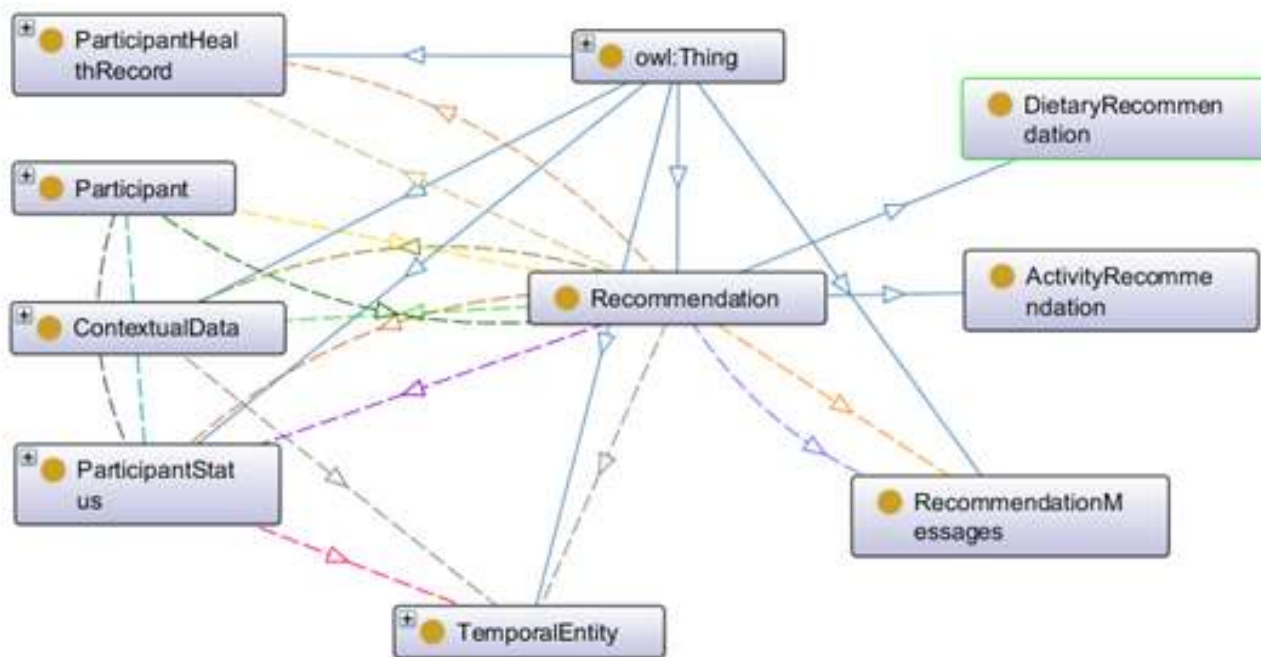 ParticipantHeal
thRecord
owl:Thing
DietaryRecommen
dation
Participant
Recommendation
ActivityRecomme
ndation
ContextualData
ParticipantStat
us
RecommendationM
essages
TemporalEntity